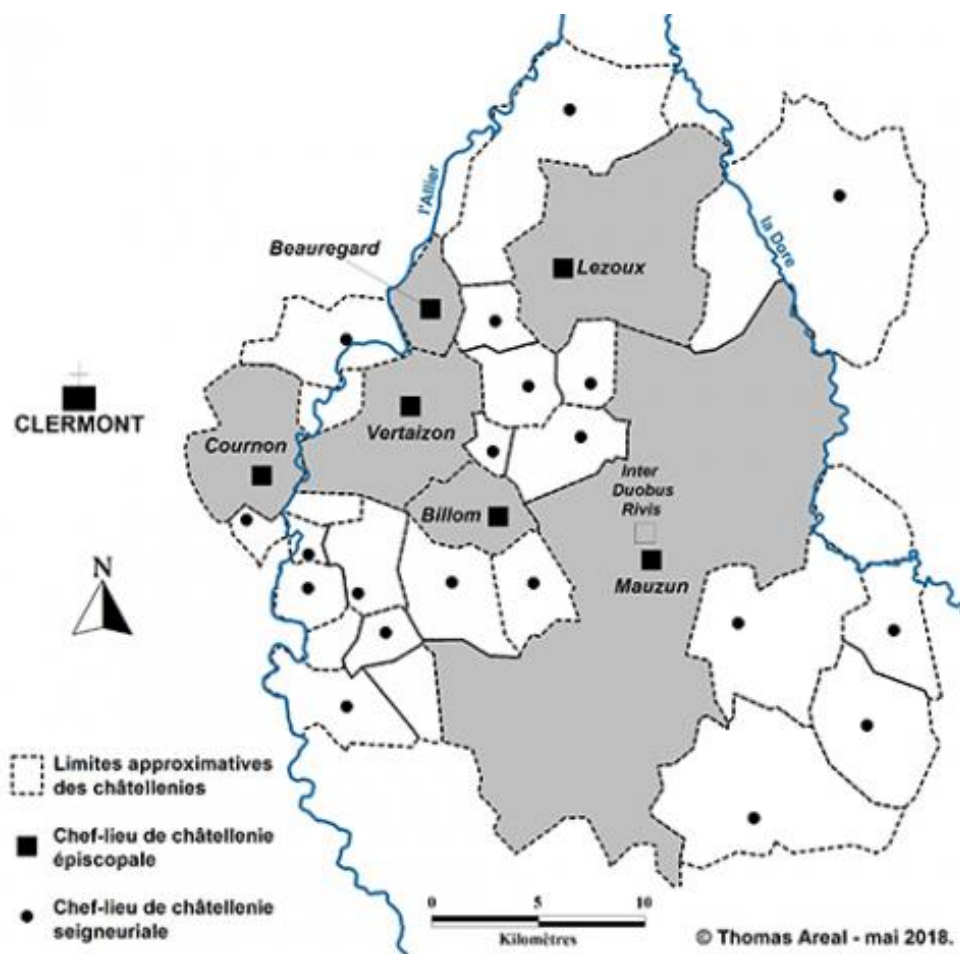 l'Allier
la Dore
Beauregard
Lezoux
CLERMONT
Vertaizon
Cournon
Inter
Duobus
Rivis
Billom
Mauzun
N
Limites approximatives
des châtellenies
Chef-lieu de châtellenie
épiscopale
Chef-lieu de châtellenie
seigneuriale
0 5 10
Kilomètres
© Thomas Areal - mai 2018.